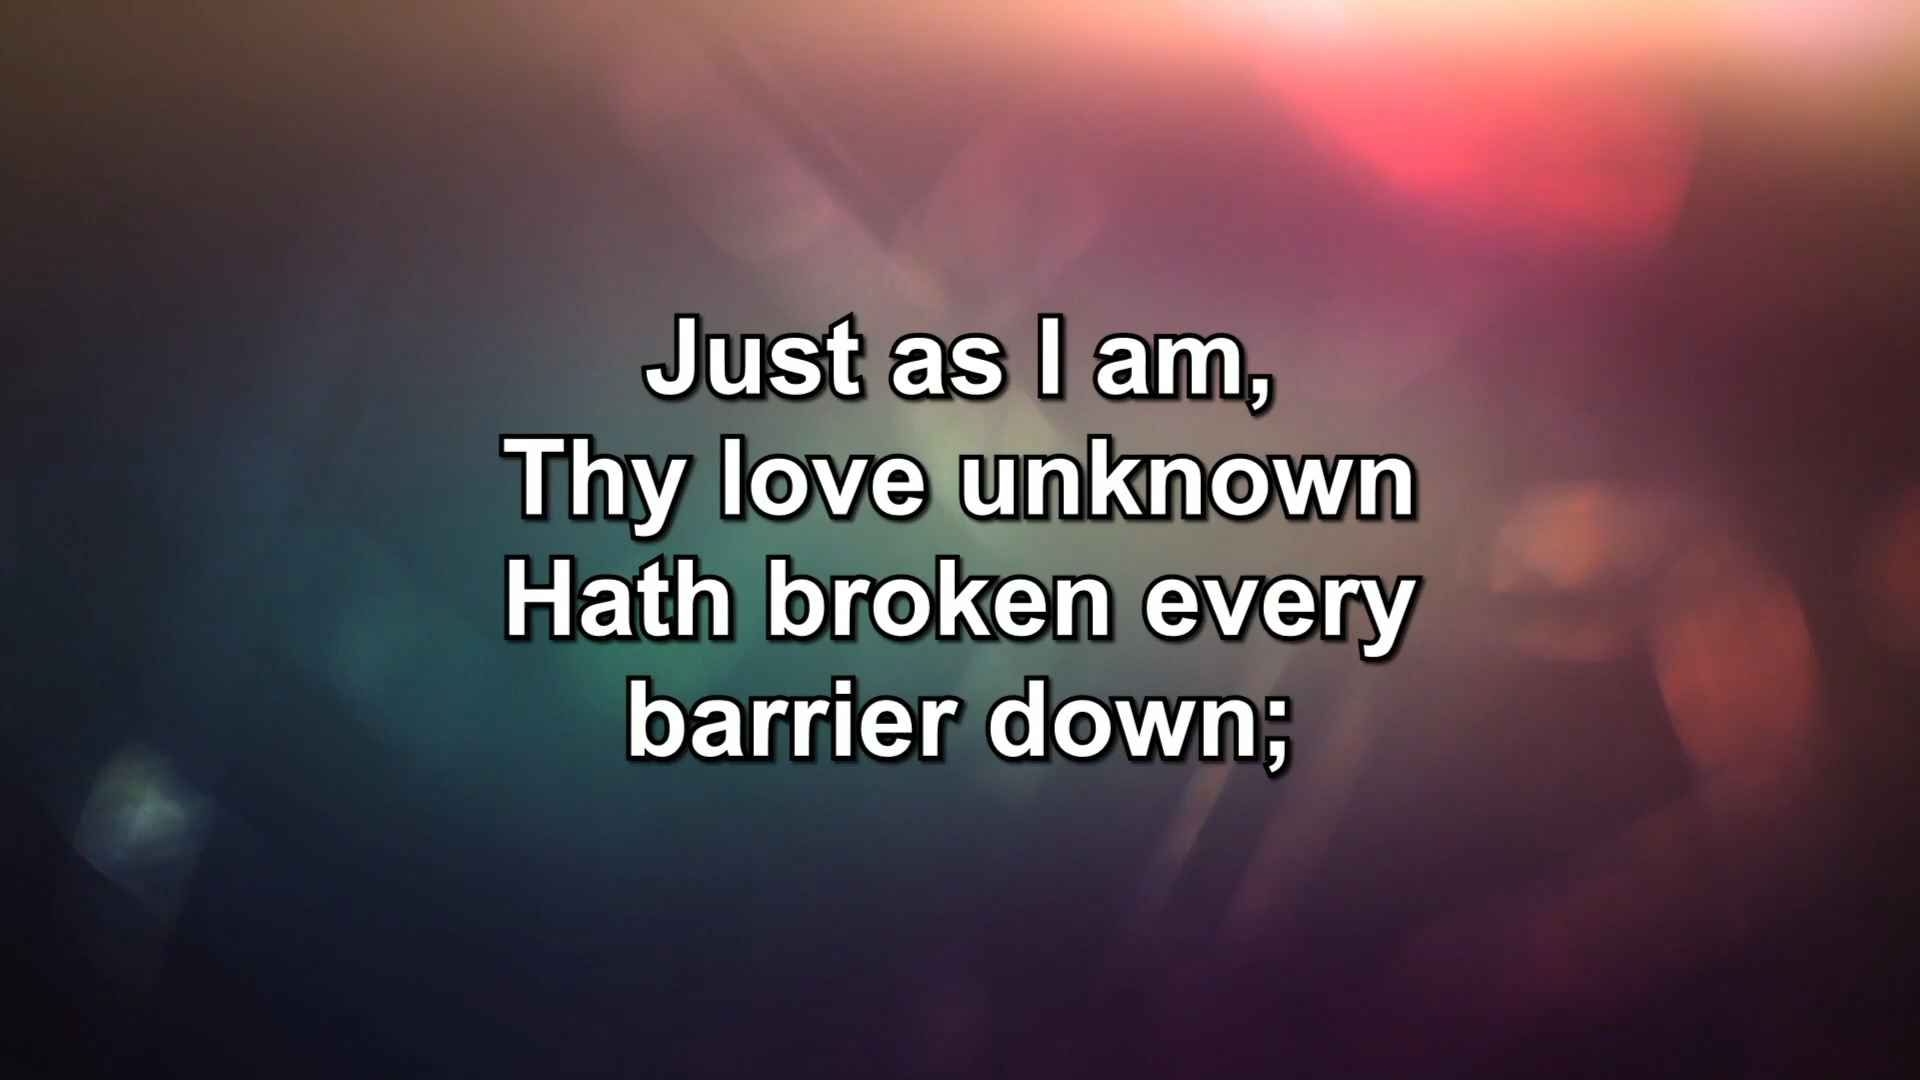 Just as I am,
Thy love unknown
Hath broken every
barrier down;